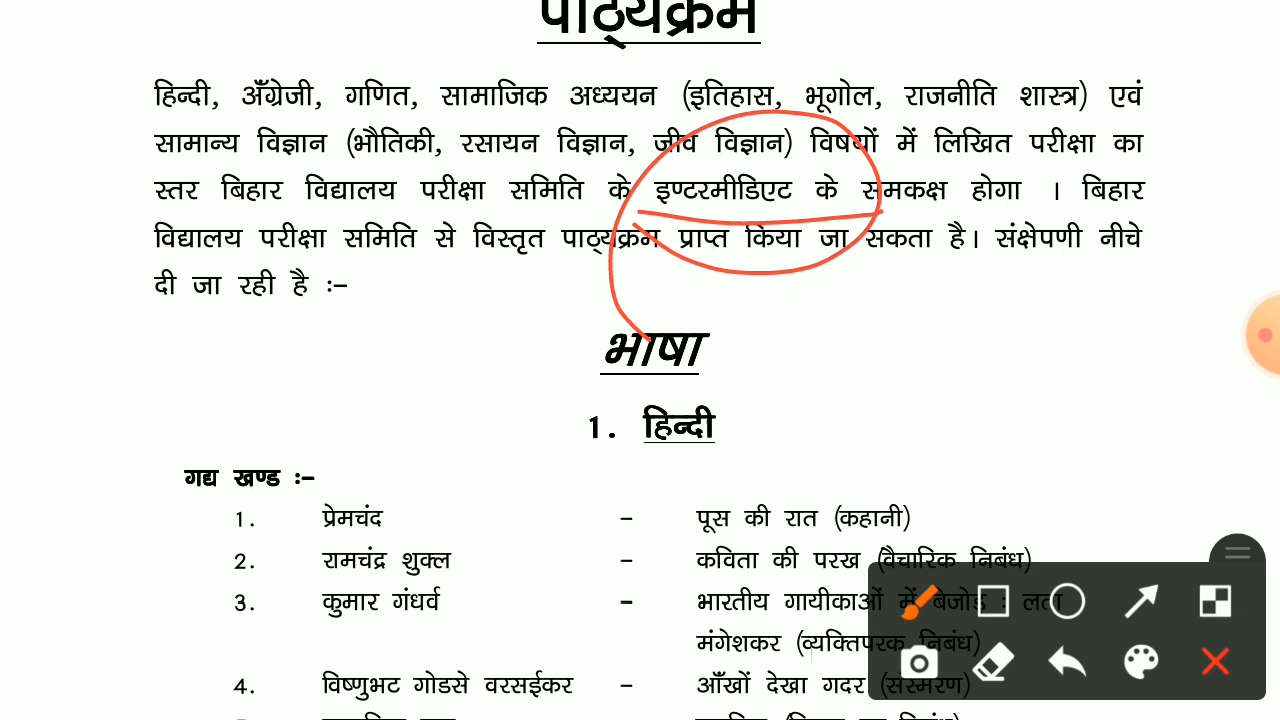 पाठ्यक्रम
हिन्दी, अँग्रेजी, गणित, सामाजिक अध्ययन (इतिहास, भूगोल, राजनीति शास्त्र) एवं
सामान्य विज्ञान (भौतिकी, रसायन विज्ञान, जीव विज्ञान) विषयों में लिखित परीक्षा का
स्तर बिहार विद्यालय परीक्षा समिति के इण्टरमीडिएट के समकक्ष होगा । बिहार
विद्यालय परीक्षा समिति से विस्तृत पाठ्यक्रम प्राप्त किया जा सकता है। संक्षेपणी नीचे
दी जा रही है :-
भाषा
1. हिन्दी
गद्य खण्ड :-
1. प्रेमचंद - पूस की रात (कहानी)
2. रामचंद्र शुक्ल - कविता की परख (वैचारिक निबंध)
3. कुमार गंधर्व - भारतीय गायीकाओं में बेजोड़ : लता
मंगेशकर (व्यक्तिपरक निबंध)
4. विष्णुभट गोडसे वरसईकर - आँखों देखा गदर (संस्मरण)